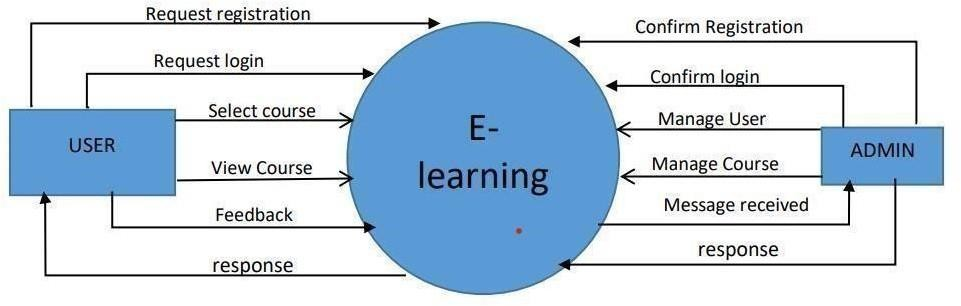 Request registration
Confirm Registration
Request login
Confirm login
Select course
Manage User
E-
learning
USER
ADMIN
View Course
Manage Course
Feedback
Message received
response
response